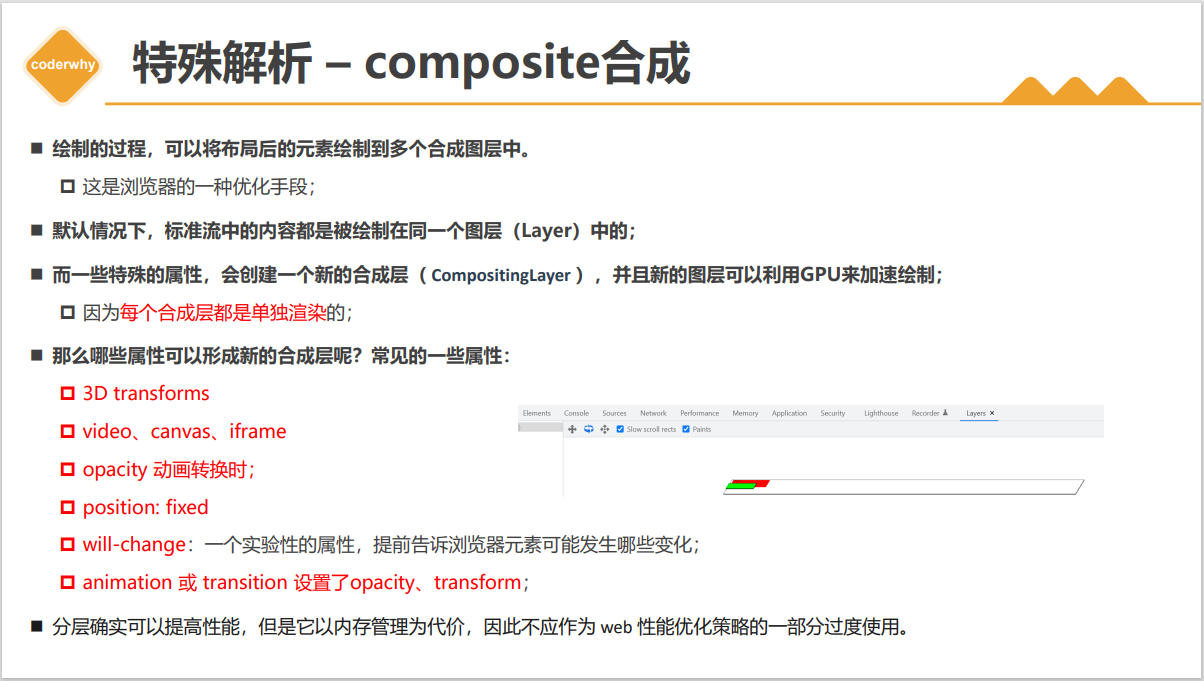 coderwhy
特殊解析 – composite合成
绘制的过程，可以将布局后的元素绘制到多个合成图层中。
这是浏览器的一种优化手段；
默认情况下，标准流中的内容都是被绘制在同一个图层（Layer）中的；
而一些特殊的属性，会创建一个新的合成层（ CompositingLayer ），并且新的图层可以利用GPU来加速绘制；
因为每个合成层都是单独渲染的；
那么哪些属性可以形成新的合成层呢？常见的一些属性：
3D transforms
video、canvas、iframe
opacity 动画转换时；
position: fixed
will-change：一个实验性的属性，提前告诉浏览器元素可能发生哪些变化；
animation 或 transition 设置了opacity、transform；
Elements Console Sources Network Performance Memory Application Security Lighthouse Recorder Layers ×
Slow scroll rects Paints
分层确实可以提高性能，但是它以内存管理为代价，因此不应作为 web 性能优化策略的一部分过度使用。